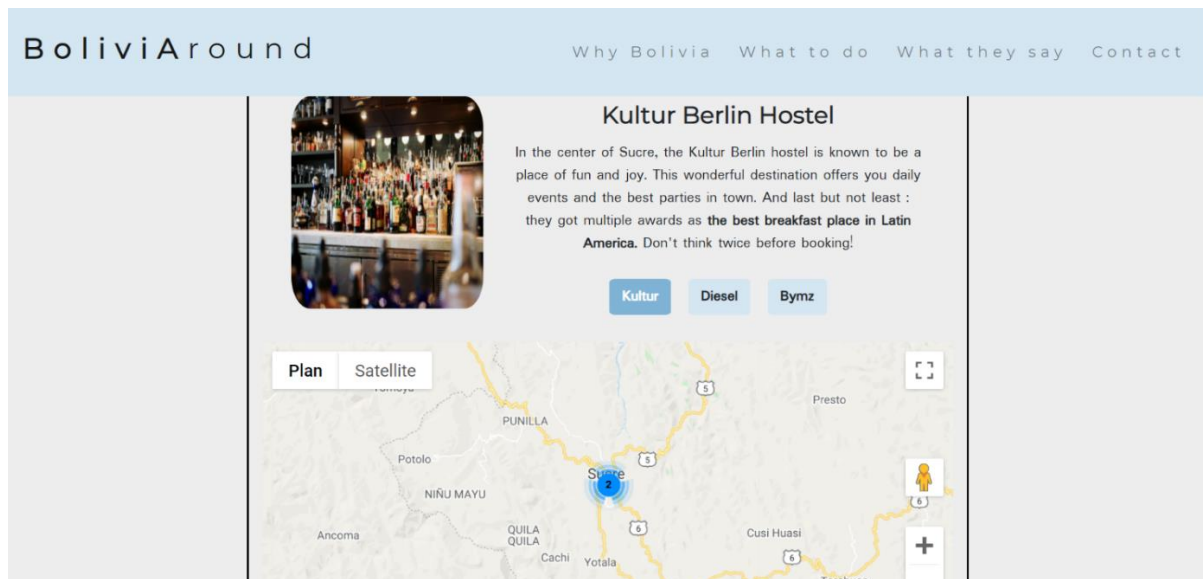 BoliviAround
Why Bolivia What to do What they say Contact
Kultur Berlin Hostel
In the center of Sucre, the Kultur Berlin hostel is known to be a
place of fun and joy. This wonderful destination offers you daily
events and the best parties in town. And last but not least :
they got multiple awards as the best breakfast place in Latin
America. Don't think twice before booking!
Kultur Diesel Bymz
Plan Satellite
5
Presto
PUNILLA
5
Potolo
Sucre
2
NIÑU MAYU
6
6
QUILA
QUILA
Ancoma
Cusi Huasi
Cachi
Yotala
6